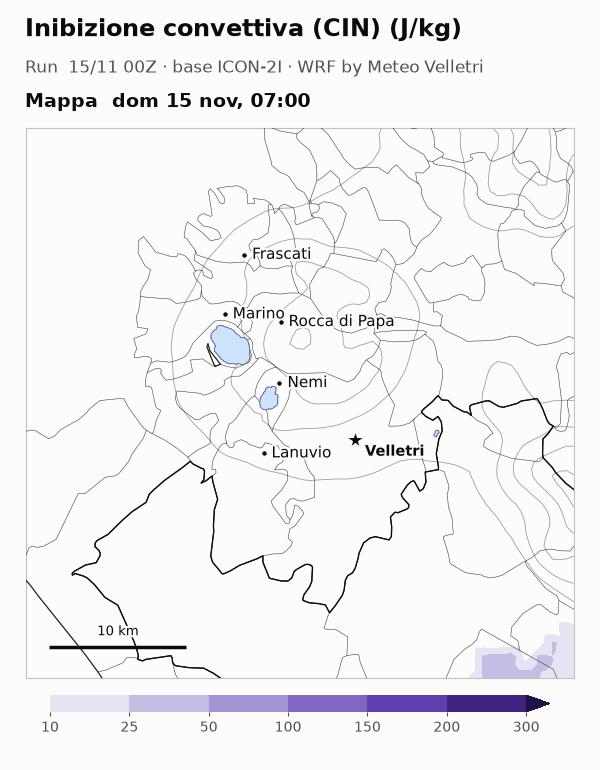 Inibizione convettiva (CIN) (J/kg)
Run  15/11 00Z · base ICON-2I · WRF by Meteo Velletri
Mappa  dom 15 nov, 07:00
Frascati
Marino
Rocca di Papa
Nemi
Velletri
Lanuvio
10 km
10 25 50 100 150 200 300